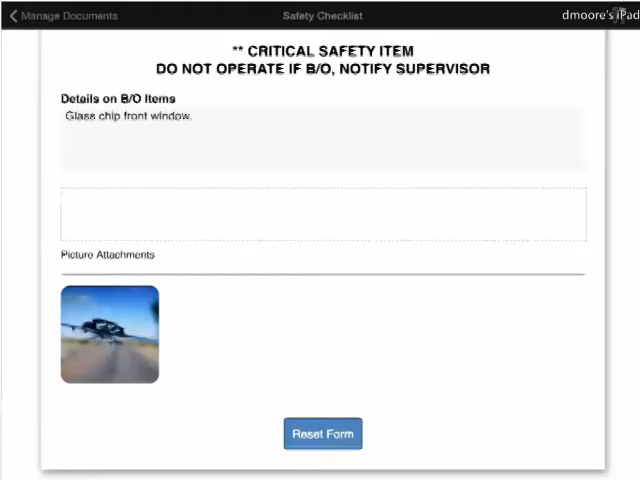 Manage Documents
Safety Checklist
dmoore's iPad
** CRITICAL SAFETY ITEM
DO NOT OPERATE IF B/O, NOTIFY SUPERVISOR
Details on B/O Items
Glass chip front window.
Picture Attachments
Reset Form